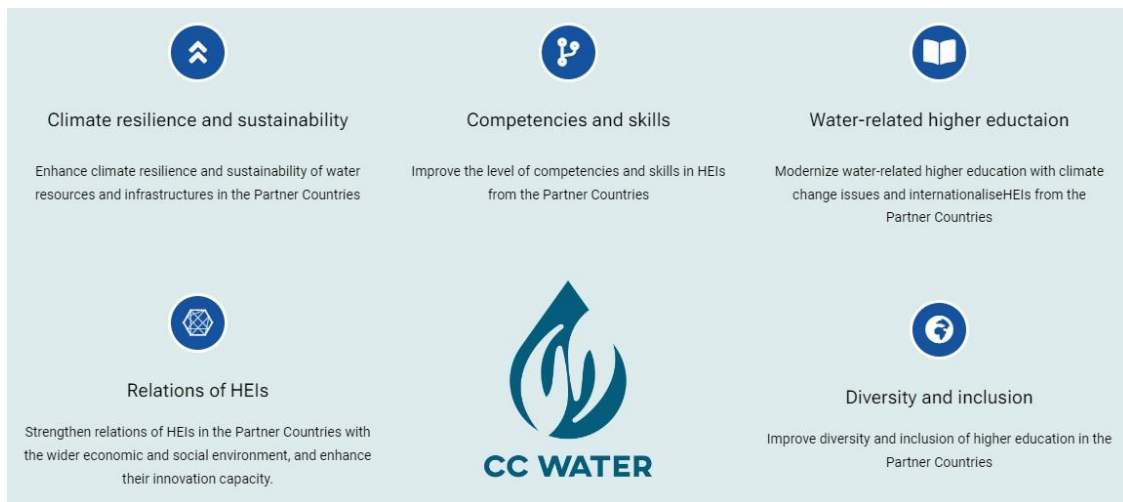 Climate resilience and sustainability
Enhance climate resilience and sustainability of water
resources and infrastructures in the Partner Countries
Competencies and skills
Improve the level of competencies and skills in HEIs
from the Partner Countries
Water-related higher eductaion
Modernize water-related higher education with climate
change issues and internationaliseHEIs from the
Partner Countries
Relations of HEIs
Strengthen relations of HEIs in the Partner Countries with
the wider economic and social environment, and enhance
their innovation capacity.
CC WATER
Diversity and inclusion
Improve diversity and inclusion of higher education in the
Partner Countries